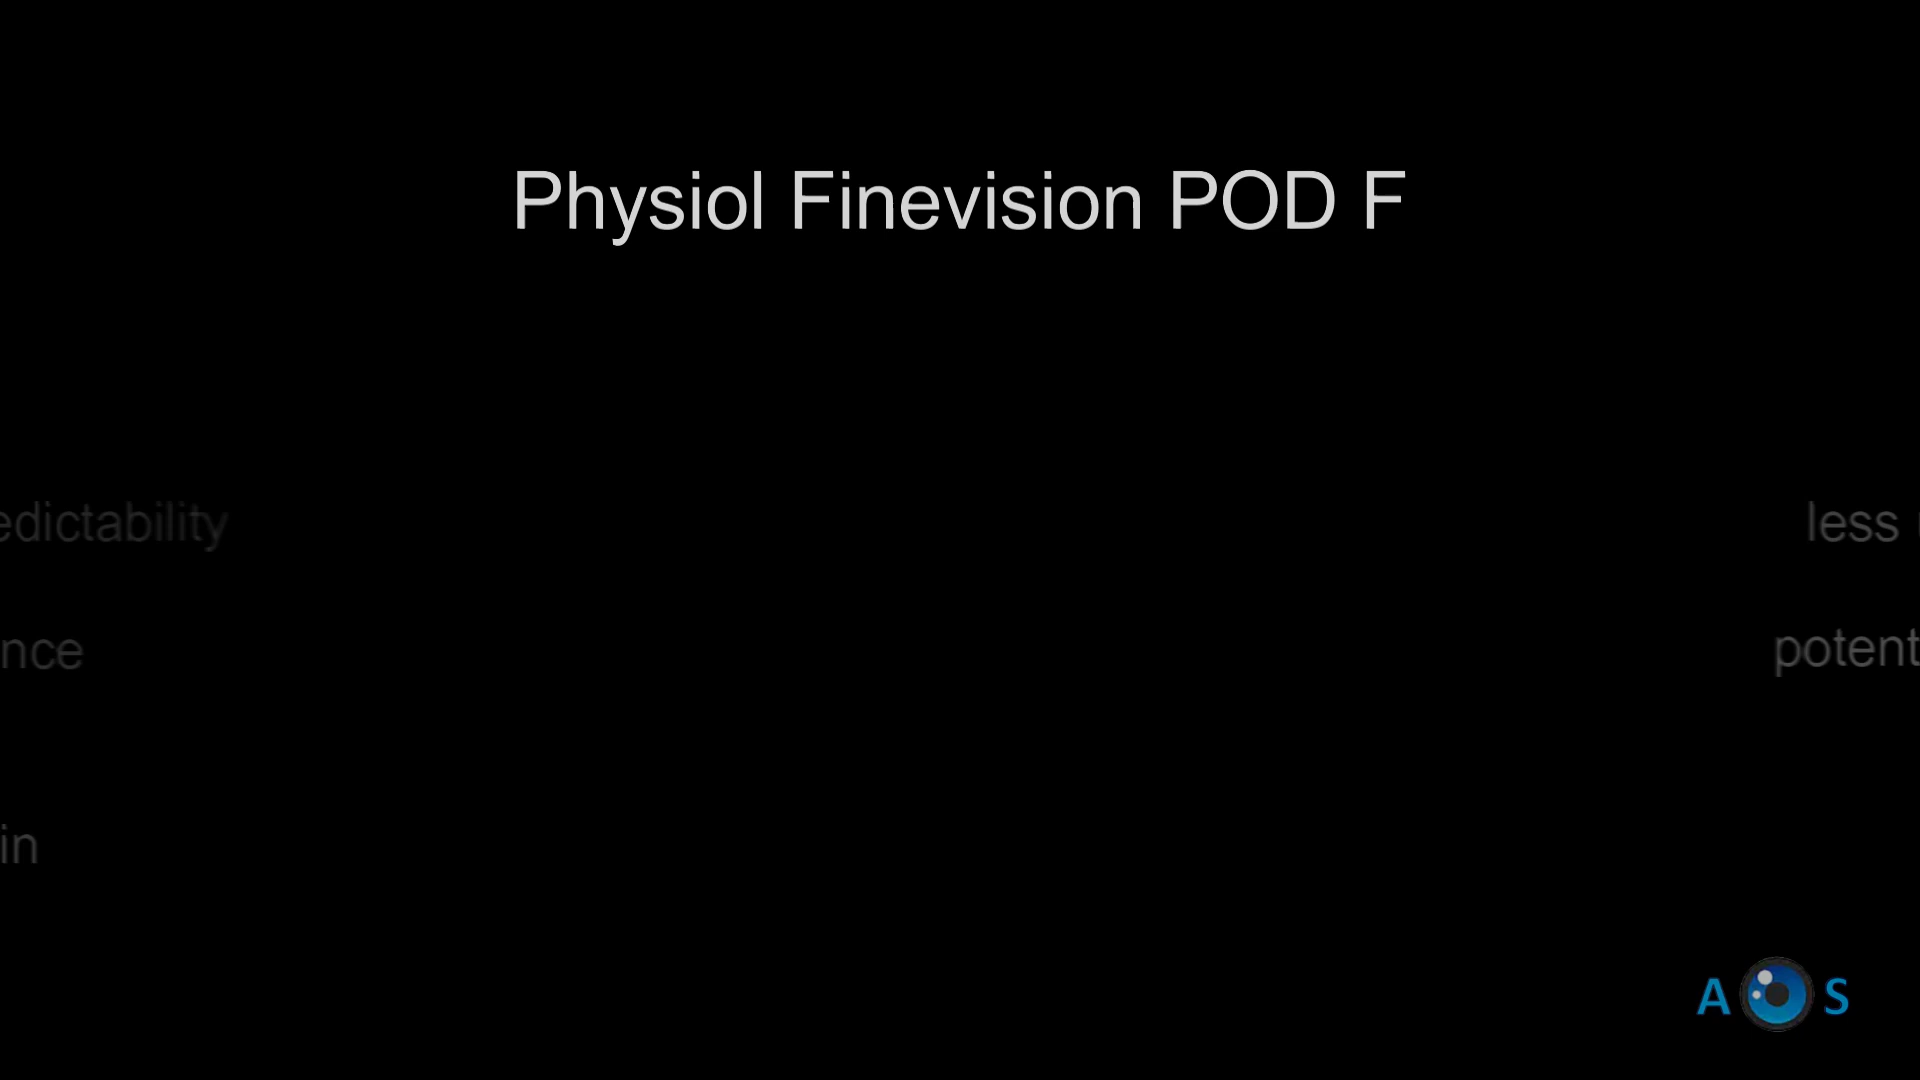 Physiol Finevision POD F
edictability
less
nce
potent
in
A S